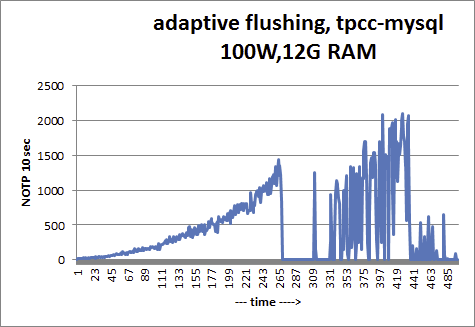 adaptive flushing, tpcc-mysql
100W,12G RAM
NOTP 10 sec
2500
2000
1500
1000
500
0
1 23 45 67 89 111 133 155 177 199 221 243 265 287 309 331 353 375 397 419 441 463 485
--- time ---->